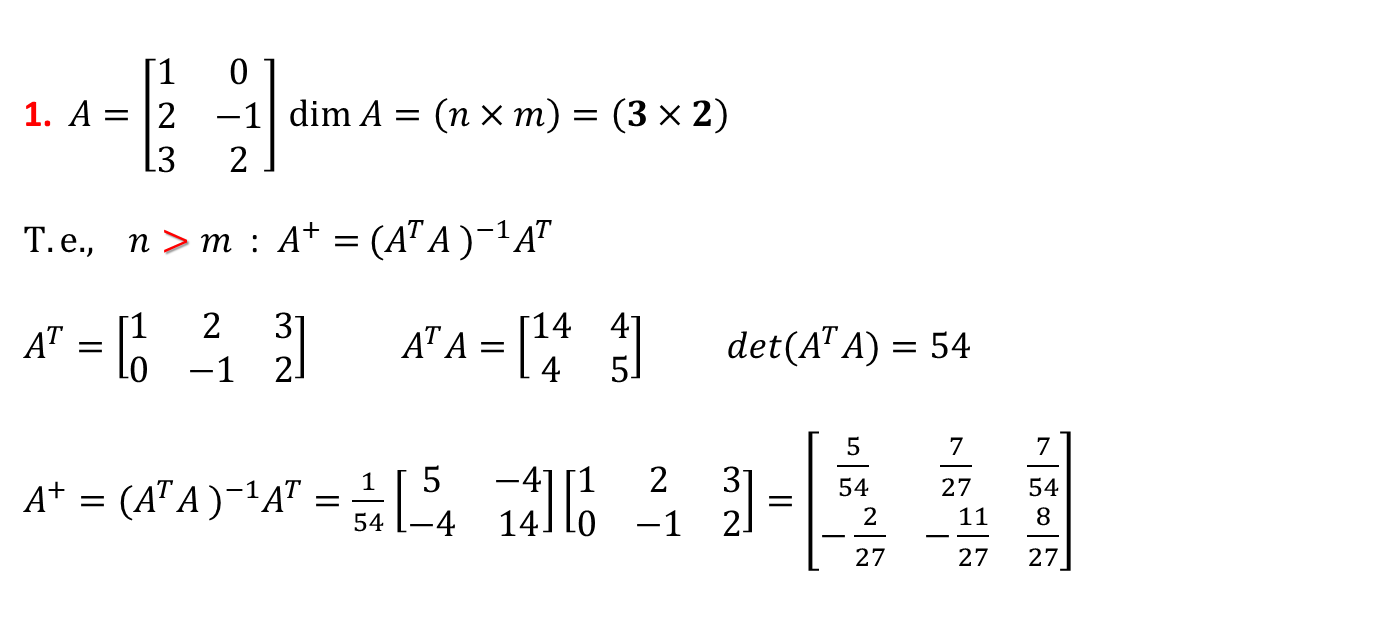 1. A = [1 0; 2 −1; 3 2] dim A = (n × m) = (3 × 2)
T.e., n > m : A⁺ = (AᵀA)⁻¹Aᵀ
Aᵀ = [1 2 3; 0 −1 2] AᵀA = [14 4; 4 5] det(AᵀA) = 54
A⁺ = (AᵀA)⁻¹Aᵀ = 1/54 [5 −4; −4 14] [1 2 3; 0 −1 2] = [5/54 7/27 7/54; −2/27 −11/27 8/27]